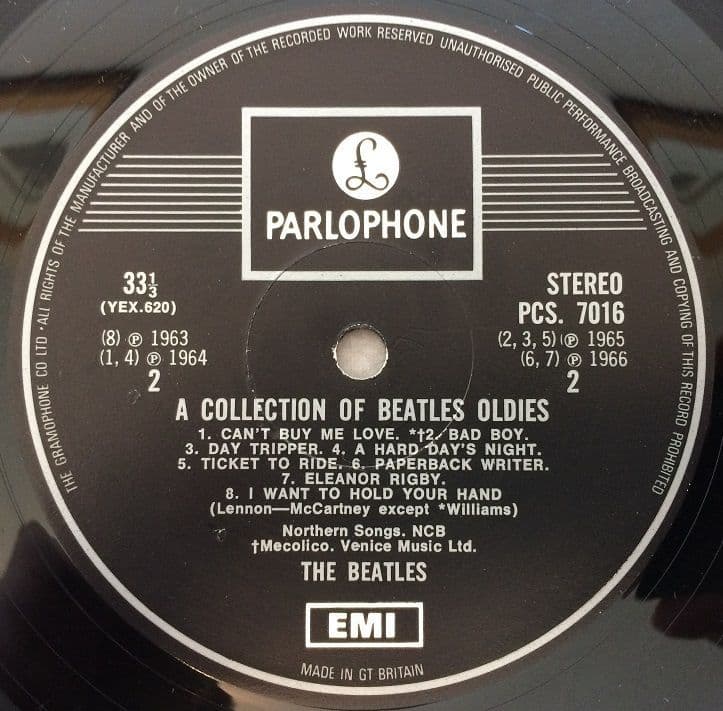 THE GRAMOPHONE CO LTD · ALL RIGHTS OF THE MANUFACTURER AND OF THE OWNER OF THE RECORDED WORK RESERVED UNAUTHORISED PUBLIC PERFORMANCE BROADCASTING AND COPYING OF THIS RECORD PROHIBITED
£
PARLOPHONE
33⅓
(YEX.620)
(8) ℗ 1963
(1, 4) ℗ 1964
2
STEREO
PCS. 7016
(2, 3, 5) ℗ 1965
(6, 7) ℗ 1966
2
A COLLECTION OF BEATLES OLDIES
1. CAN'T BUY ME LOVE. *†2. BAD BOY.
3. DAY TRIPPER. 4. A HARD DAY'S NIGHT.
5. TICKET TO RIDE. 6. PAPERBACK WRITER.
7. ELEANOR RIGBY.
8. I WANT TO HOLD YOUR HAND
(Lennon—McCartney except *Williams)
Northern Songs. NCB
†Mecolico. Venice Music Ltd.
THE BEATLES
EMI
MADE IN GT BRITAIN